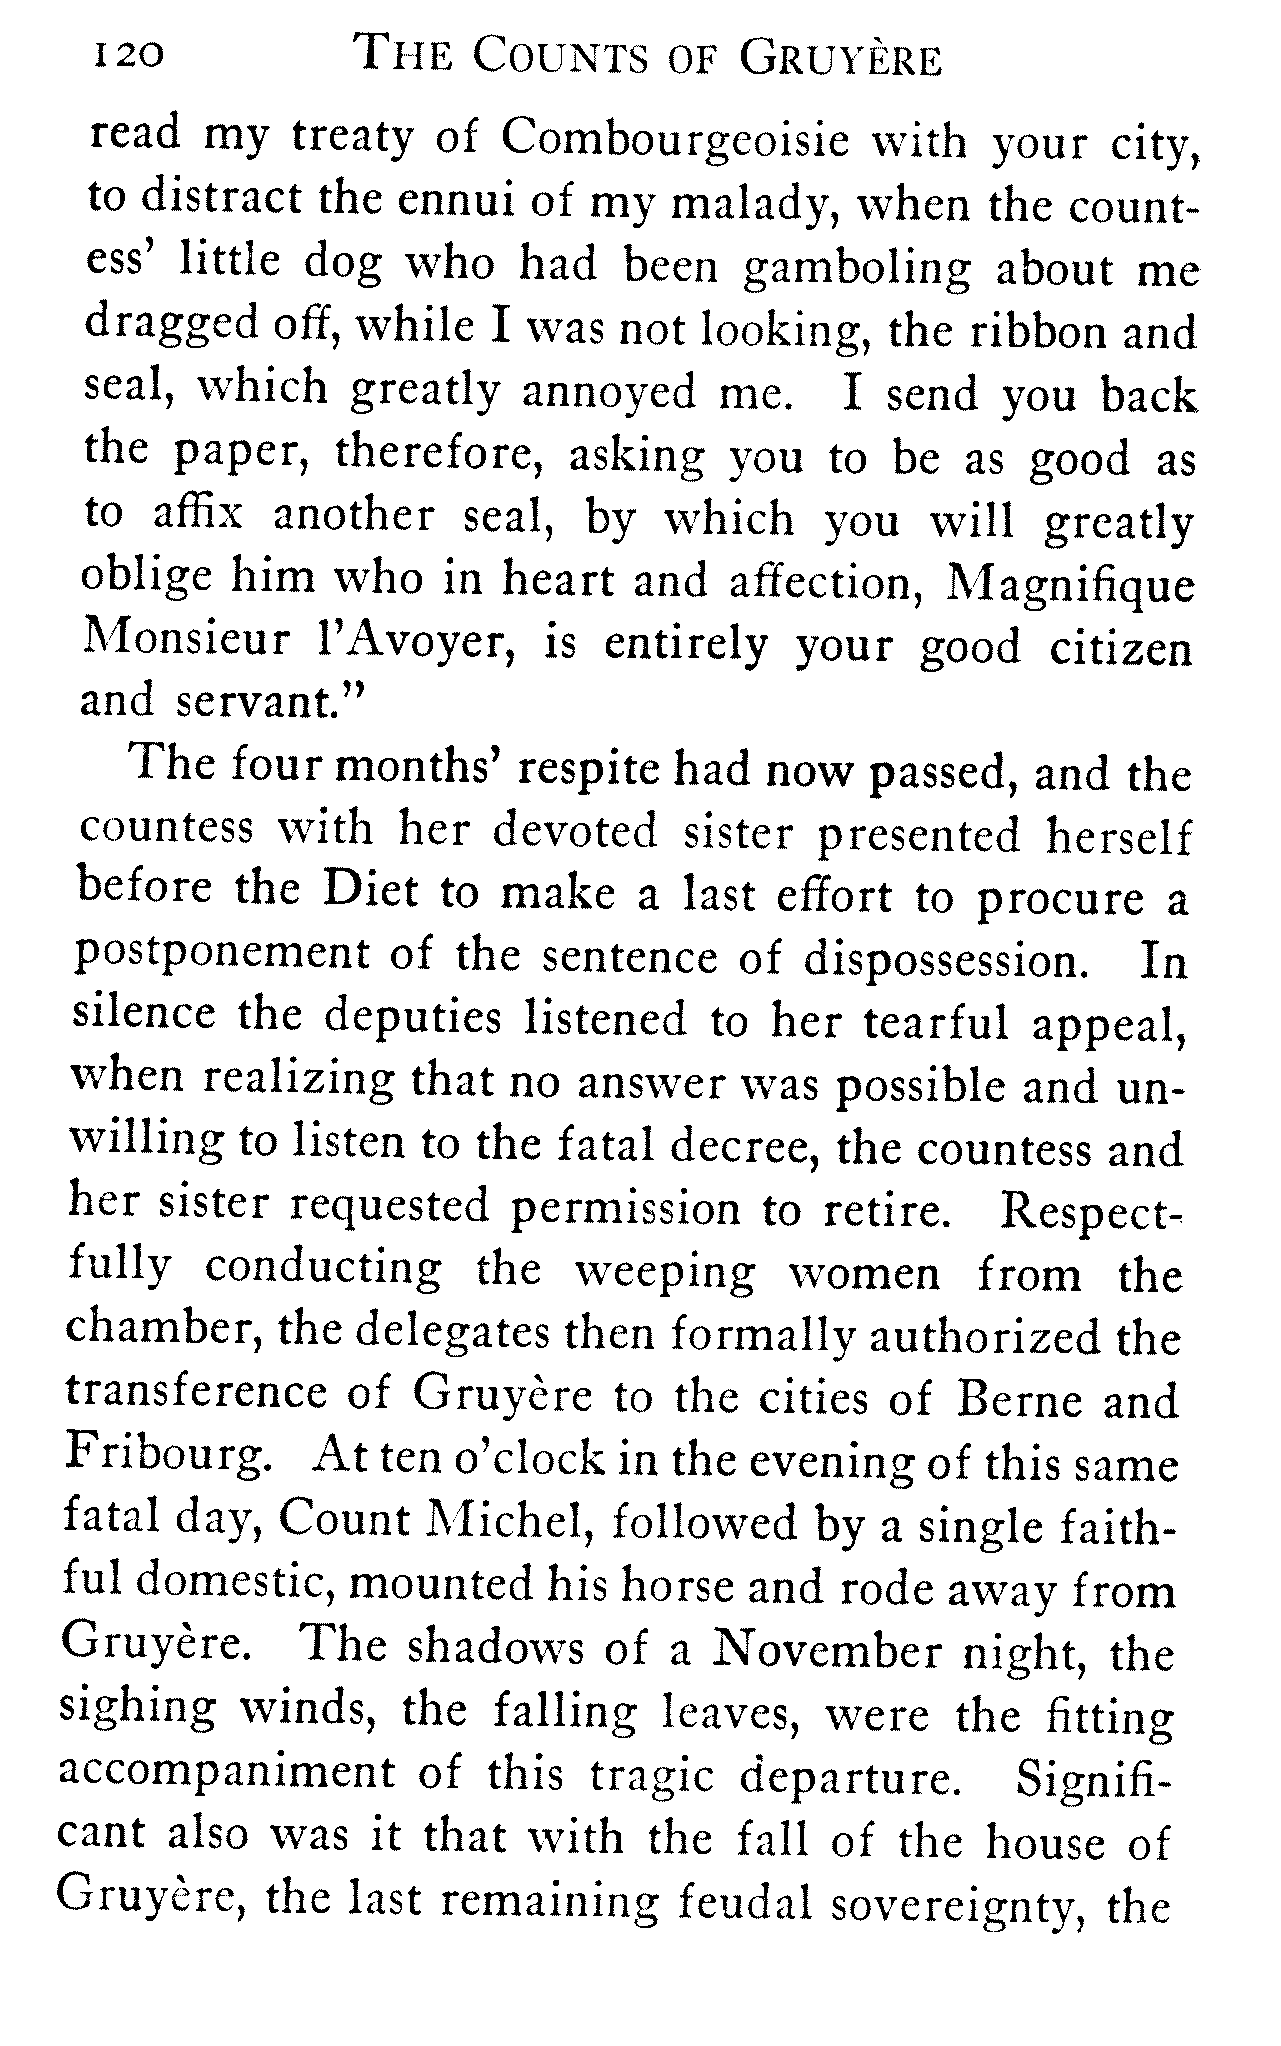 120 THE COUNTS OF GRUYÈRE
read my treaty of Combourgeoisie with your city,
to distract the ennui of my malady, when the count-
ess' little dog who had been gamboling about me
dragged off, while I was not looking, the ribbon and
seal, which greatly annoyed me. I send you back
the paper, therefore, asking you to be as good as
to affix another seal, by which you will greatly
oblige him who in heart and affection, Magnifique
Monsieur l'Avoyer, is entirely your good citizen
and servant."
The four months' respite had now passed, and the
countess with her devoted sister presented herself
before the Diet to make a last effort to procure a
postponement of the sentence of dispossession. In
silence the deputies listened to her tearful appeal,
when realizing that no answer was possible and un-
willing to listen to the fatal decree, the countess and
her sister requested permission to retire. Respect-
fully conducting the weeping women from the
chamber, the delegates then formally authorized the
transference of Gruyère to the cities of Berne and
Fribourg. At ten o'clock in the evening of this same
fatal day, Count Michel, followed by a single faith-
ful domestic, mounted his horse and rode away from
Gruyère. The shadows of a November night, the
sighing winds, the falling leaves, were the fitting
accompaniment of this tragic departure. Signifi-
cant also was it that with the fall of the house of
Gruyère, the last remaining feudal sovereignty, the